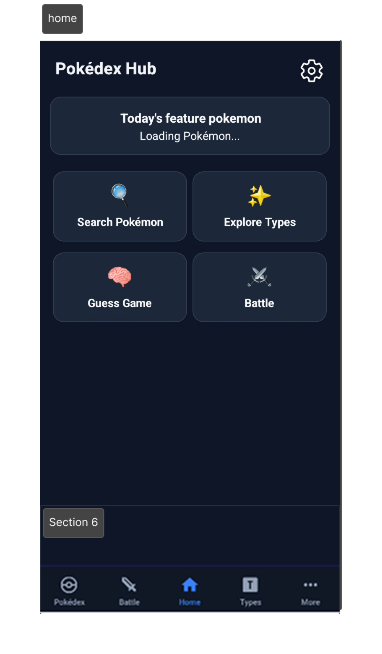 home
Pokédex Hub
Today's feature pokemon
Loading Pokémon...
Search Pokémon
Explore Types
Guess Game
Battle
Section 6
T
Pokédex
Battle
Home
Types
More